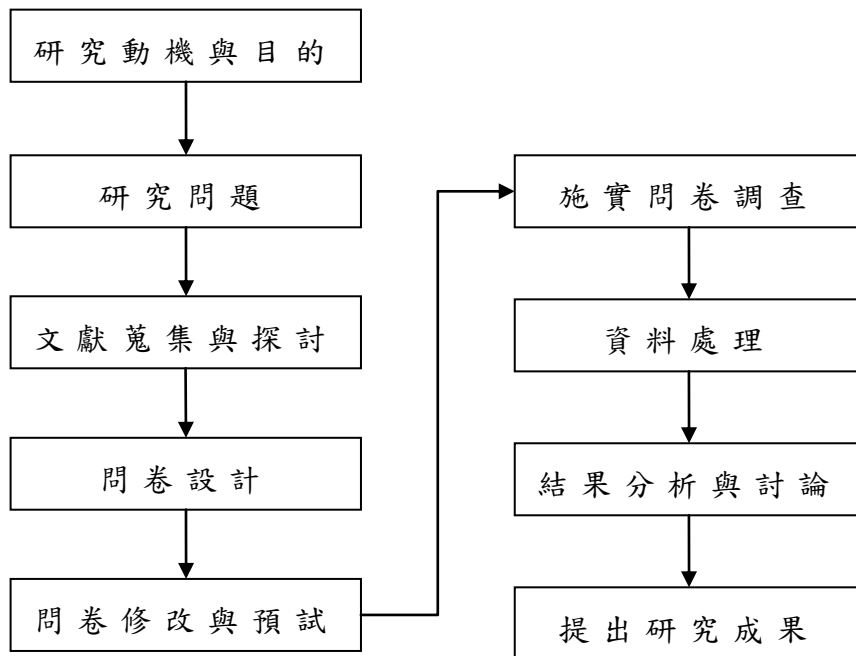 研究動機與目的
研究問題
文獻蒐集與探討
問卷設計
問卷修改與預試
施實問卷調查
資料處理
結果分析與討論
提出研究成果